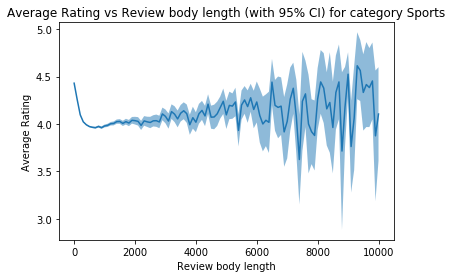 Average Rating vs Review body length (with 95% CI) for category Sports
5.0
4.5
4.0
3.5
3.0
Average Rating
0 2000 4000 6000 8000 10000
Review body length